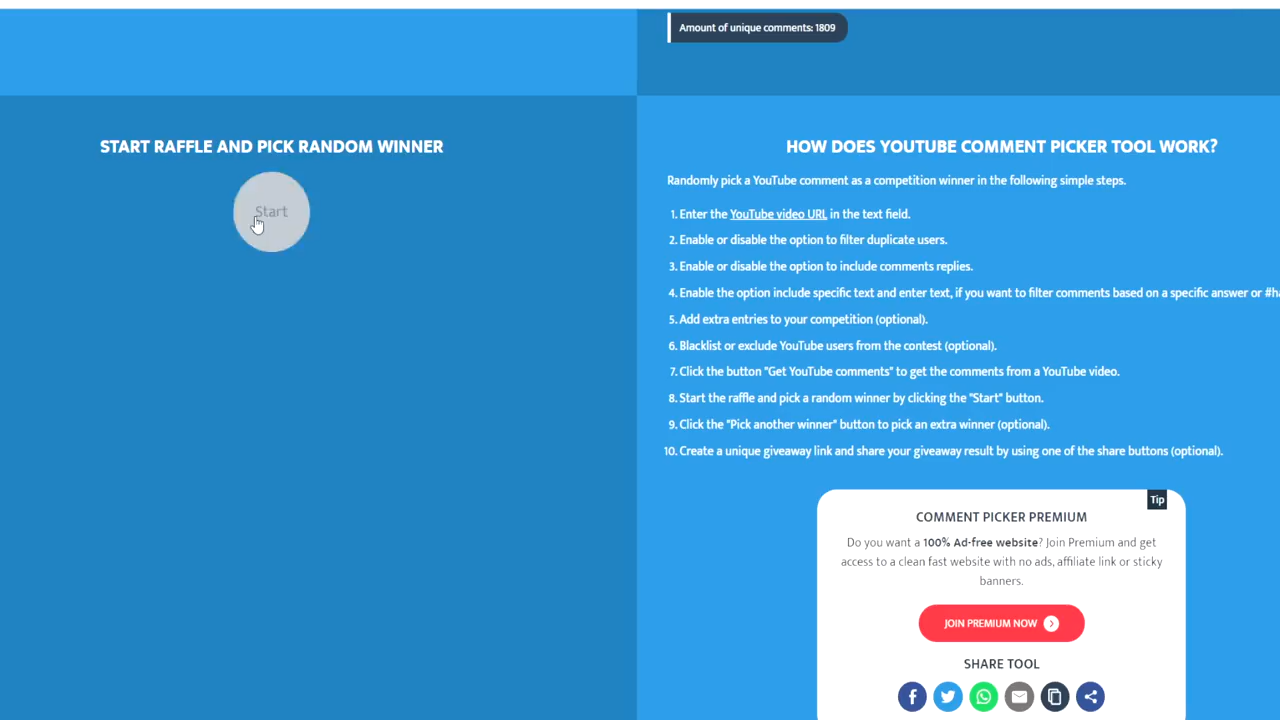 Amount of unique comments: 1809
START RAFFLE AND PICK RANDOM WINNER
Start
HOW DOES YOUTUBE COMMENT PICKER TOOL WORK?
Randomly pick a YouTube comment as a competition winner in the following simple steps.
1. Enter the YouTube video URL in the text field.
2. Enable or disable the option to filter duplicate users.
3. Enable or disable the option to include comments replies.
4. Enable the option include specific text and enter text, if you want to filter comments based on a specific answer or
5. Add extra entries to your competition (optional).
6. Blacklist or exclude YouTube users from the contest (optional).
7. Click the button "Get YouTube comments" to get the comments from a YouTube video.
8. Start the raffle and pick a random winner by clicking the "Start" button.
9. Click the "Pick another winner" button to pick an extra winner (optional).
10. Create a unique giveaway link and share your giveaway result by using one of the share buttons (optional).
Tip
COMMENT PICKER PREMIUM
Do you want a 100% Ad-free website? Join Premium and get
access to a clean fast website with no ads, affiliate link or sticky
banners.
JOIN PREMIUM NOW
SHARE TOOL